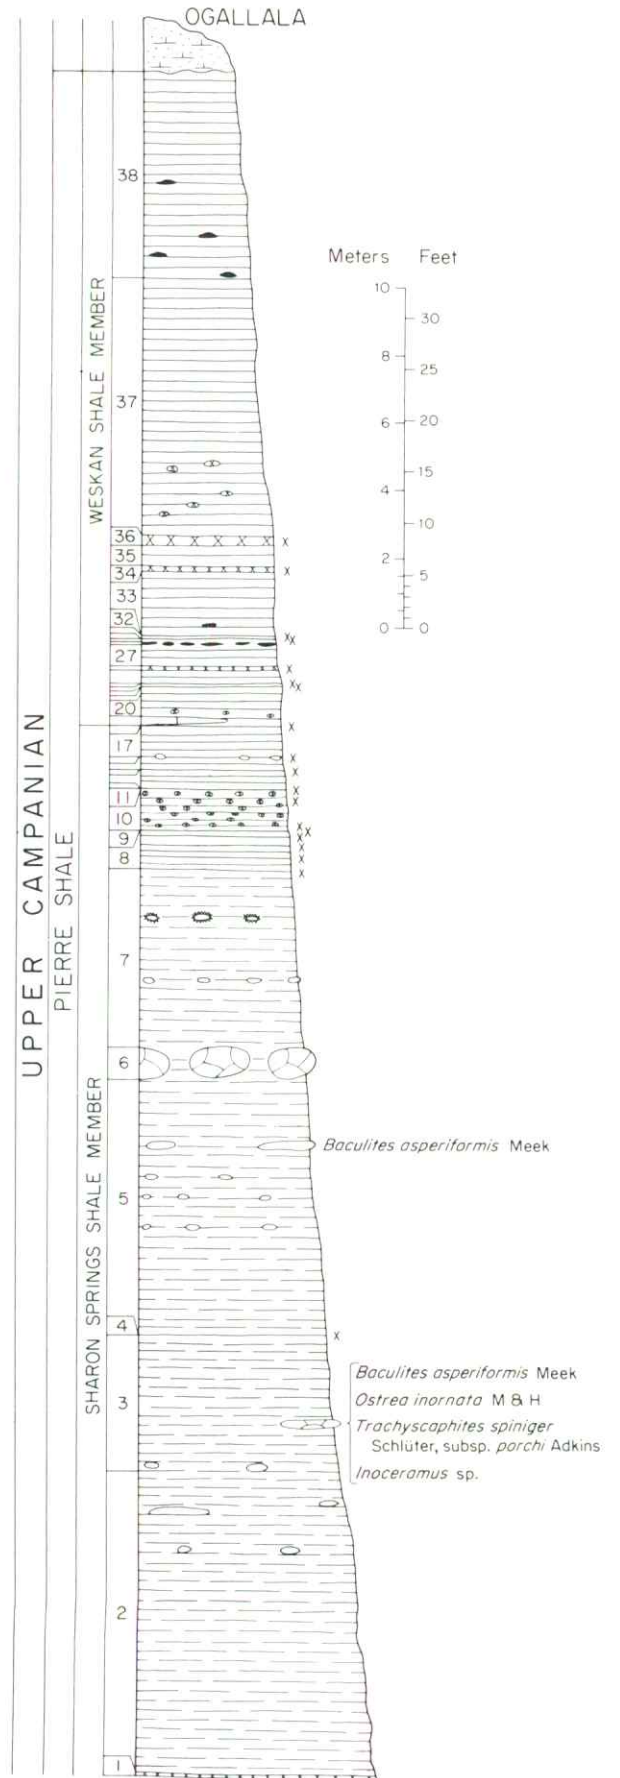 OGALLALA
UPPER CAMPANIAN
PIERRE SHALE
WESKAN SHALE MEMBER
SHARON SPRINGS SHALE MEMBER
38
37
36
35
34
33
32
27
20
17
11
10
9
8
7
6
5
4
3
2
1
Meters Feet
10
30
8
25
6 20
15
4
10
2
5
0 0
X X X X X X X
X X X X X X X X X X
X
X
XX
X
XX
X
X
X
X
X
X X
X
X
X
X
X
Baculites asperiformis Meek
Baculites asperiformis Meek
Ostrea inornata M & H
Trachyscaphites spiniger
Schlüter, subsp. porchi Adkins
Inoceramus sp.